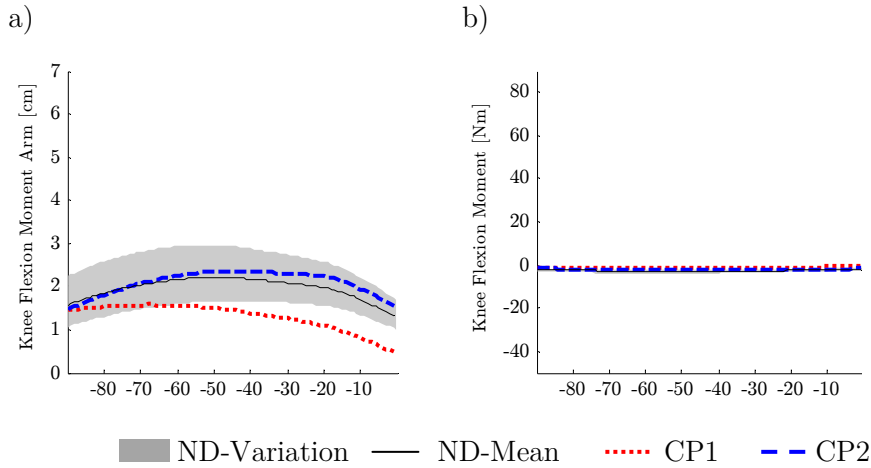 a)
Knee Flexion Moment Arm [cm]
7
6
5
4
3
2
1
0
-80 -70 -60 -50 -40 -30 -20 -10
b)
Knee Flexion Moment [Nm]
80
60
40
20
0
-20
-40
-80 -70 -60 -50 -40 -30 -20 -10
ND-Variation ND-Mean CP1 CP2